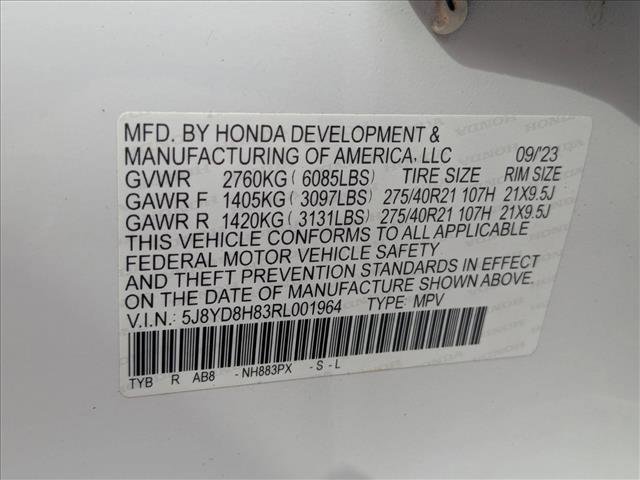 MFD. BY HONDA DEVELOPMENT &
MANUFACTURING OF AMERICA, LLC 09/'23
GVWR 2760KG ( 6085LBS) TIRE SIZE RIM SIZE
GAWR F 1405KG ( 3097LBS) 275/40R21 107H 21X9.5J
GAWR R 1420KG ( 3131LBS) 275/40R21 107H 21X9.5J
THIS VEHICLE CONFORMS TO ALL APPLICABLE
FEDERAL MOTOR VEHICLE SAFETY
AND THEFT PREVENTION STANDARDS IN EFFECT
ON THE DATE OF MANUFACTURE SHOWN ABOVE.
V.I.N.: 5J8YD8H83RL001964 TYPE: MPV
TYB R AB8 - NH883PX - S - L